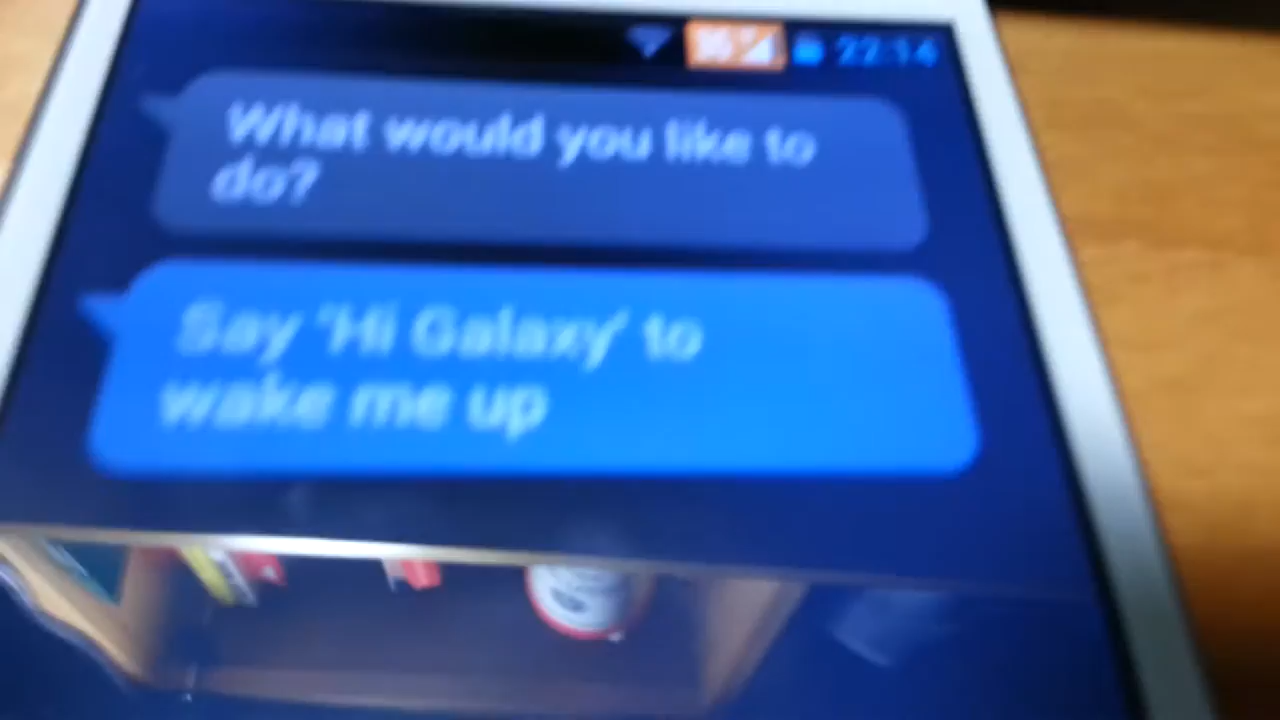 22:14
What would you like to
do?
Say 'Hi Galaxy' to
wake me up